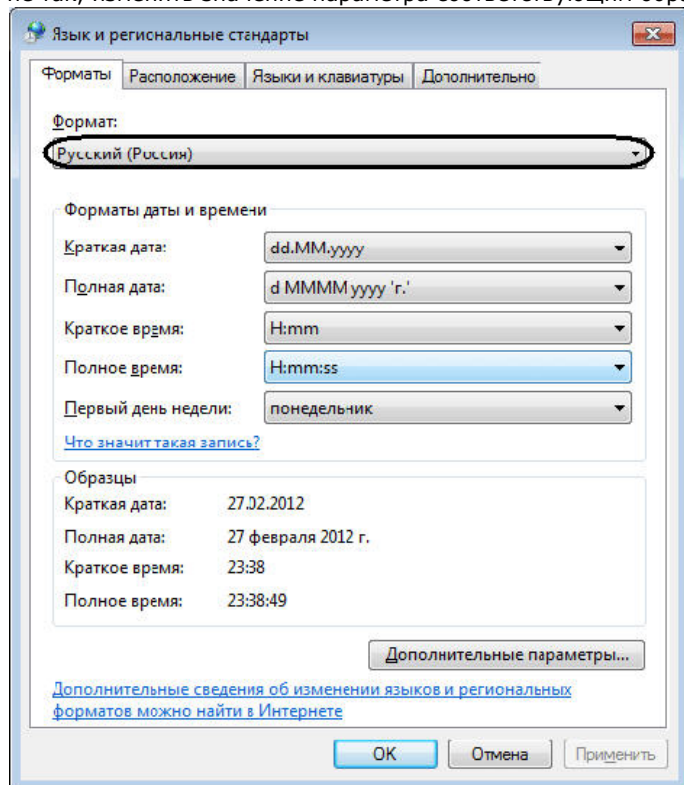 Язык и региональные стандарты
Форматы
Расположение
Языки и клавиатуры
Дополнительно
Формат:
Русский (Россия)
Форматы даты и времени
Краткая дата:
dd.MM.yyyy
Полная дата:
d MMMM yyyy 'г.'
Краткое время:
H:mm
Полное время:
H:mm:ss
Первый день недели:
понедельник
Что значит такая запись?
Образцы
Краткая дата: 27.02.2012
Полная дата: 27 февраля 2012 г.
Краткое время: 23:38
Полное время: 23:38:49
Дополнительные параметры...
Дополнительные сведения об изменении языков и региональных
форматов можно найти в Интернете
OK
Отмена
Применить